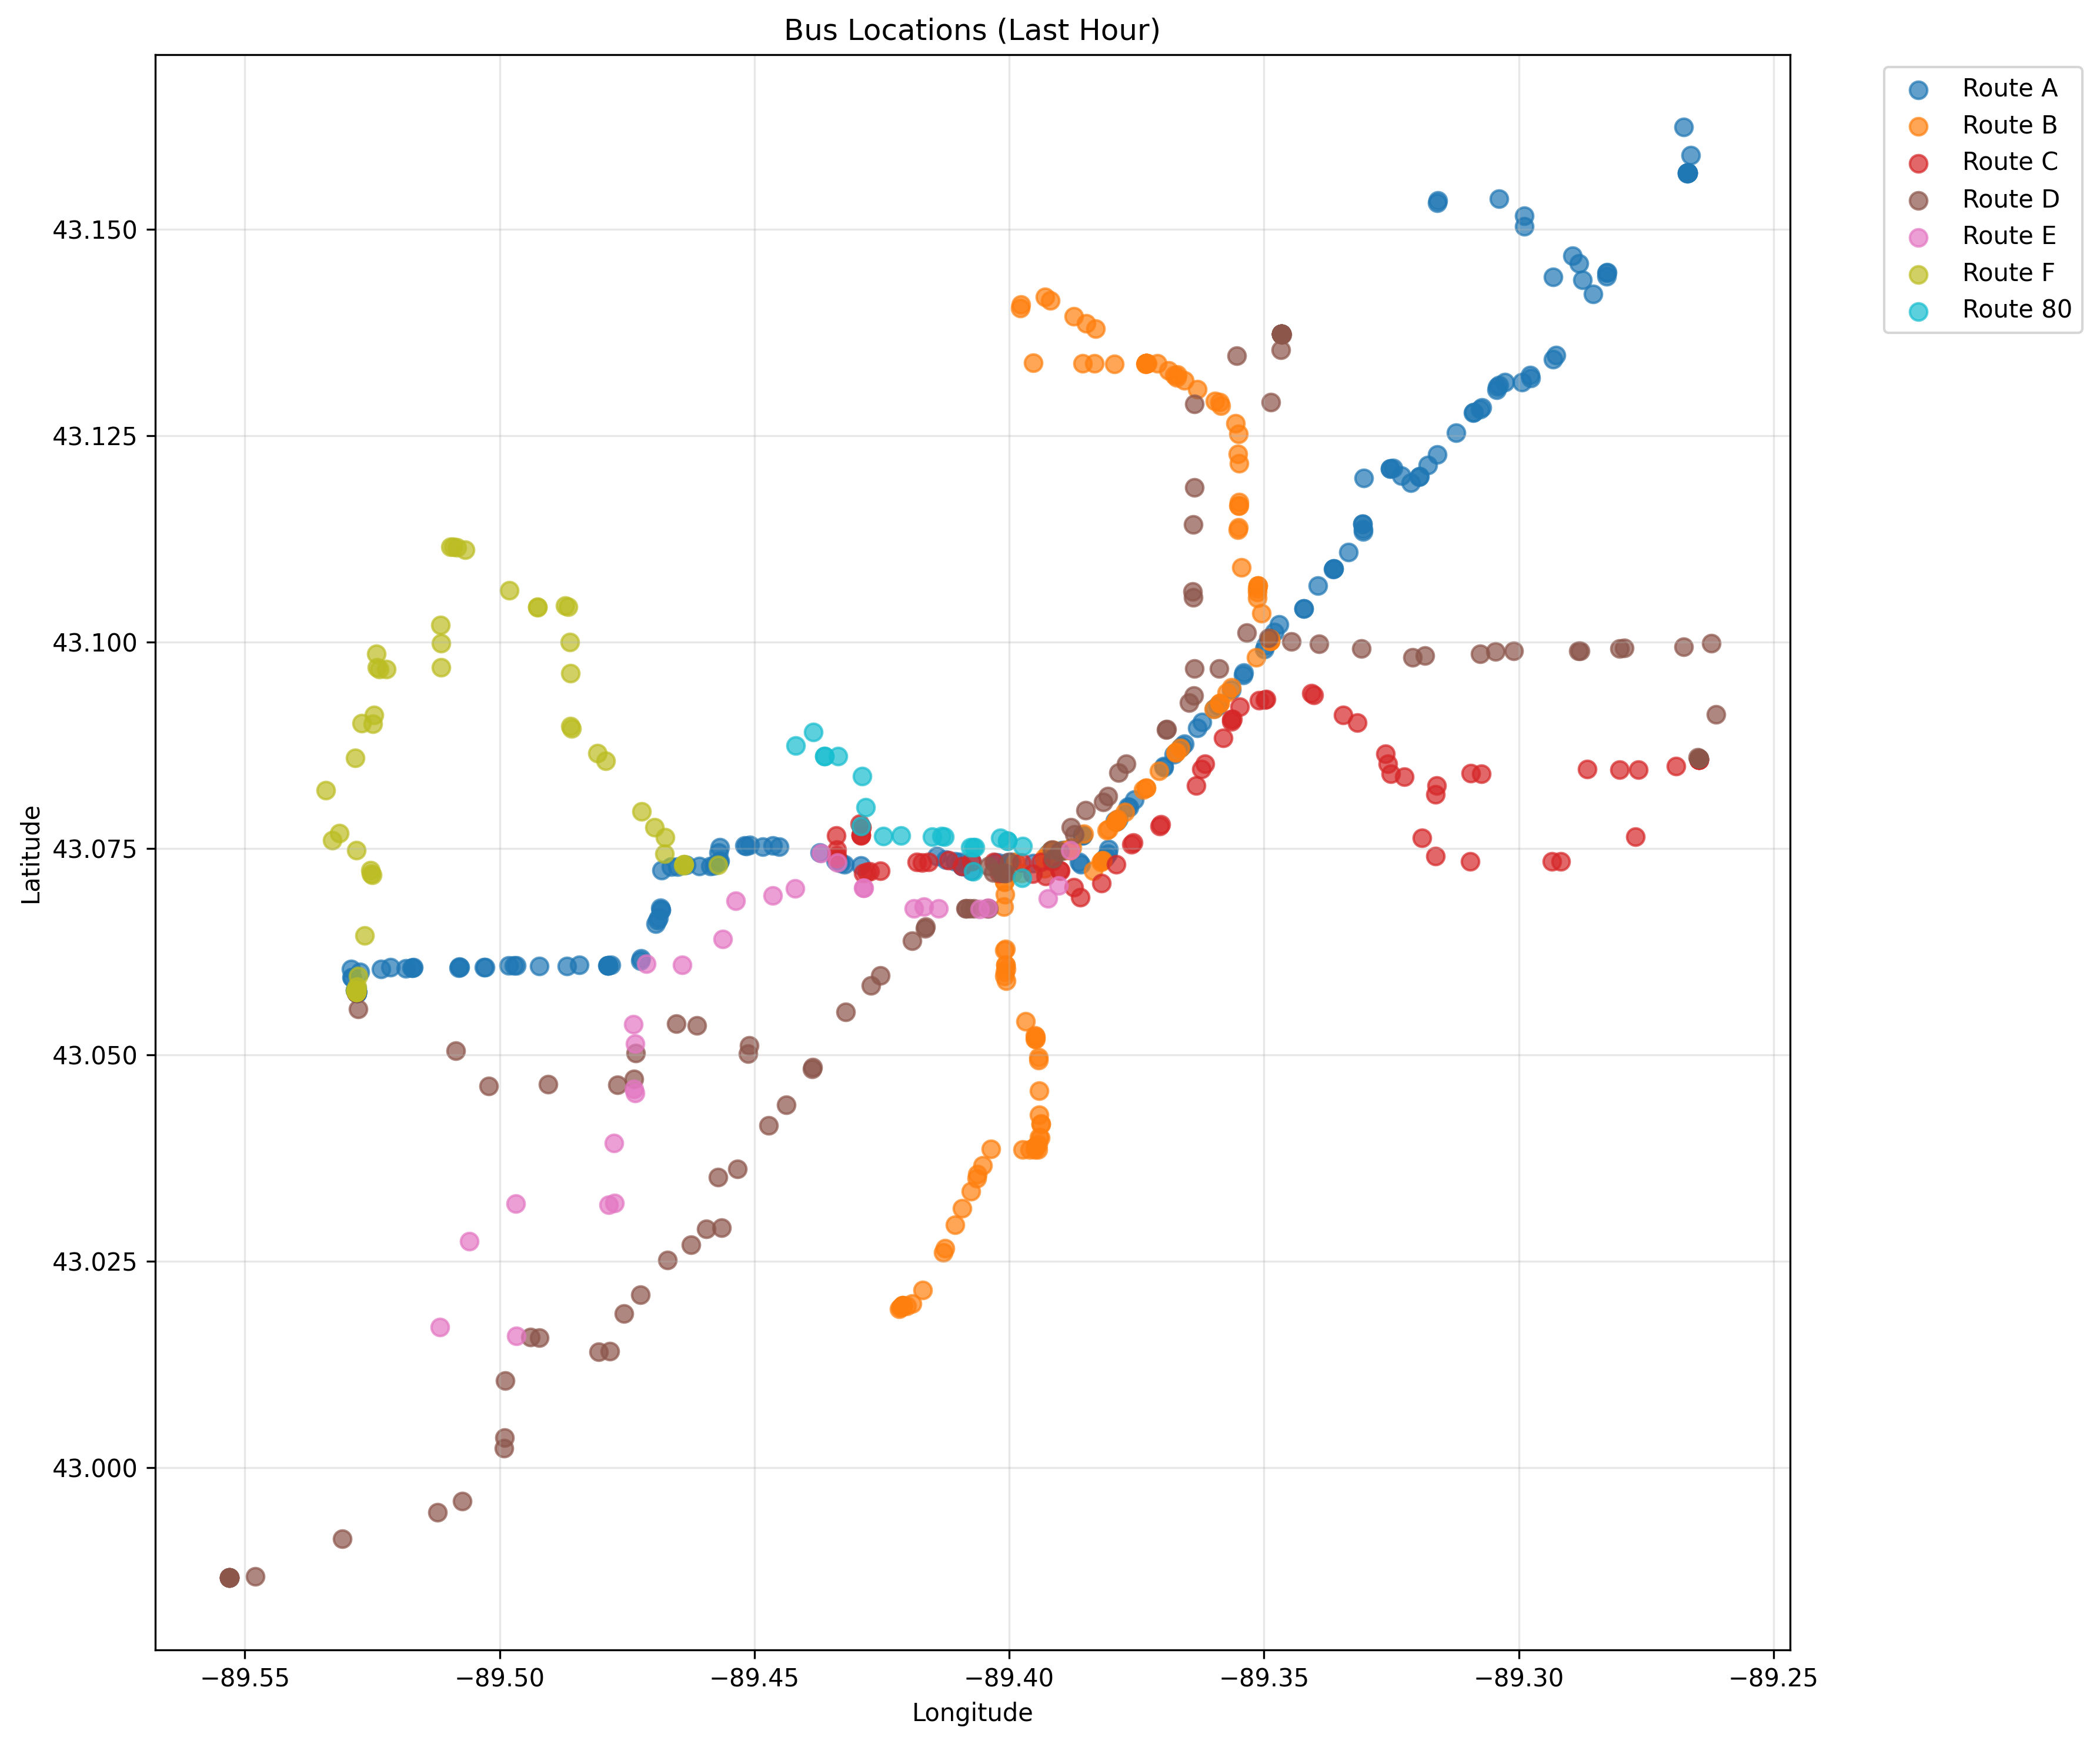 Bus Locations (Last Hour)
Route A
Route B
Route C
Route D
Route E
Route F
Route 80
43.150
43.125
43.100
43.075
43.050
43.025
43.000
Latitude
−89.55
−89.50
−89.45
−89.40
−89.35
−89.30
−89.25
Longitude